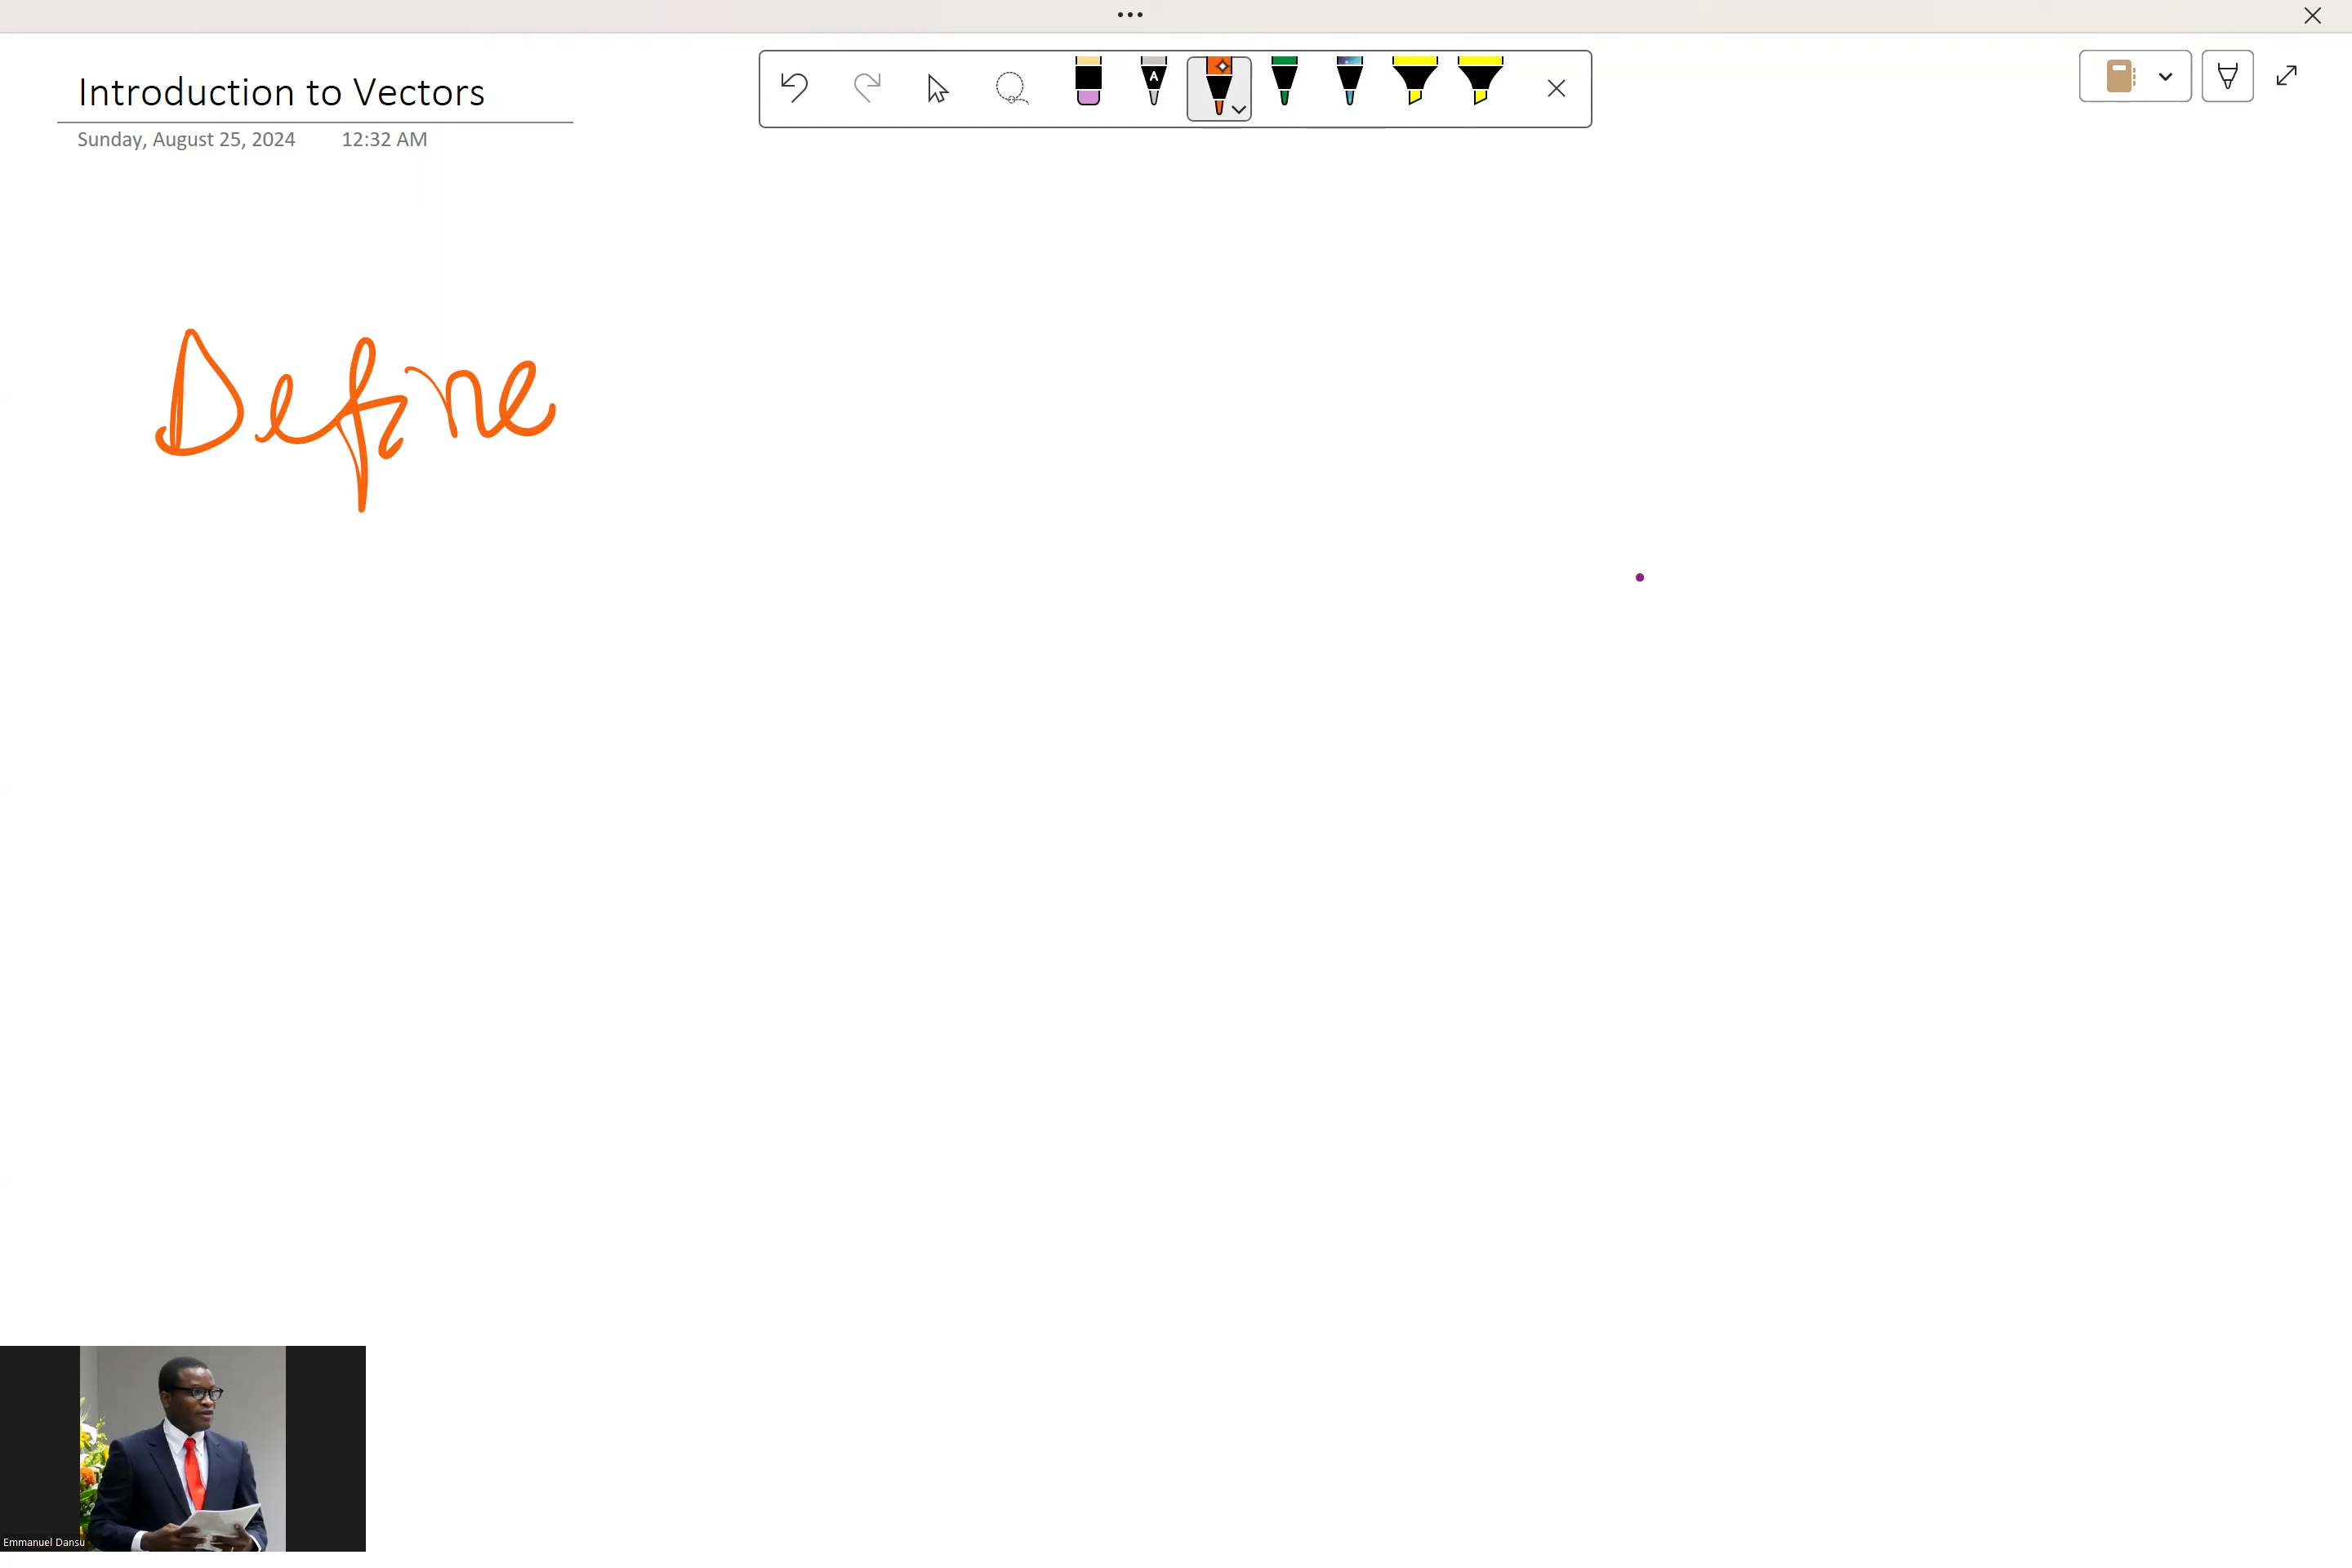 Introduction to Vectors
Sunday, August 25, 2024 12:32 AM
A
Define
Emmanuel Dansu